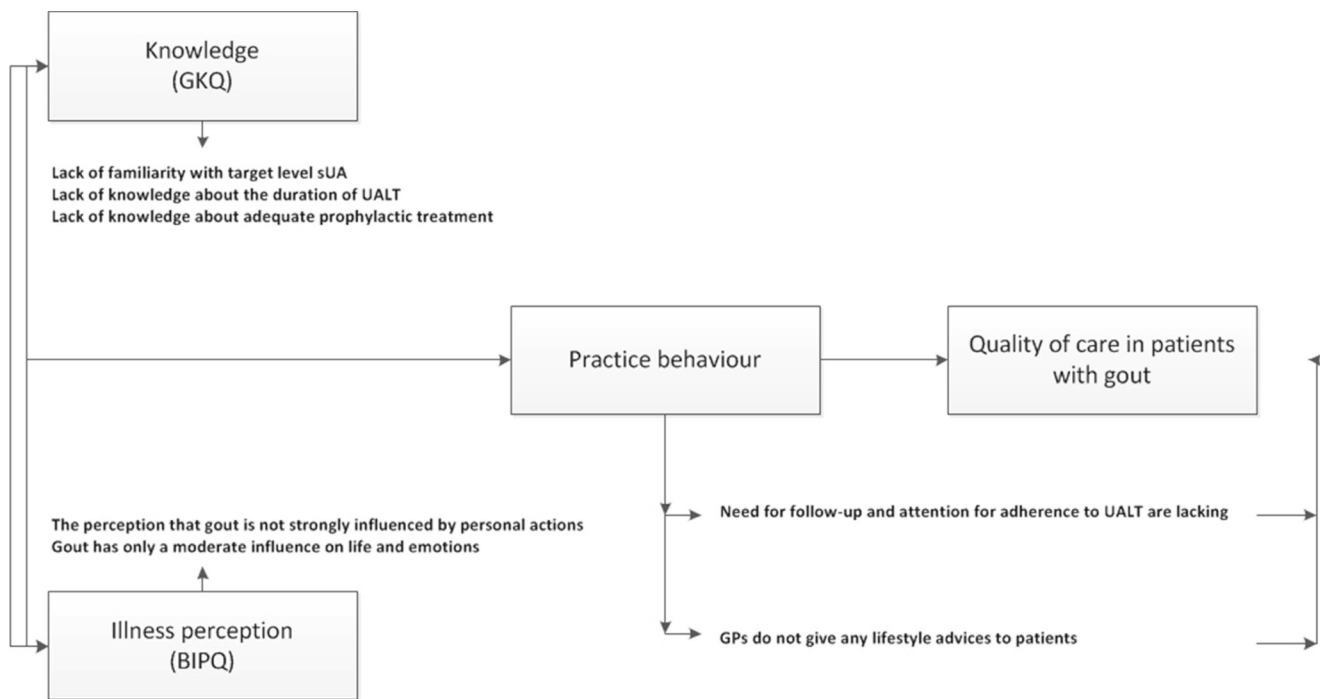 Knowledge
(GKQ)
Lack of familiarity with target level sUA
Lack of knowledge about the duration of UALT
Lack of knowledge about adequate prophylactic treatment
Practice behaviour
Quality of care in patients
with gout
Need for follow-up and attention for adherence to UALT are lacking
The perception that gout is not strongly influenced by personal actions
Gout has only a moderate influence on life and emotions
Illness perception
(BIPQ)
GPs do not give any lifestyle advices to patients